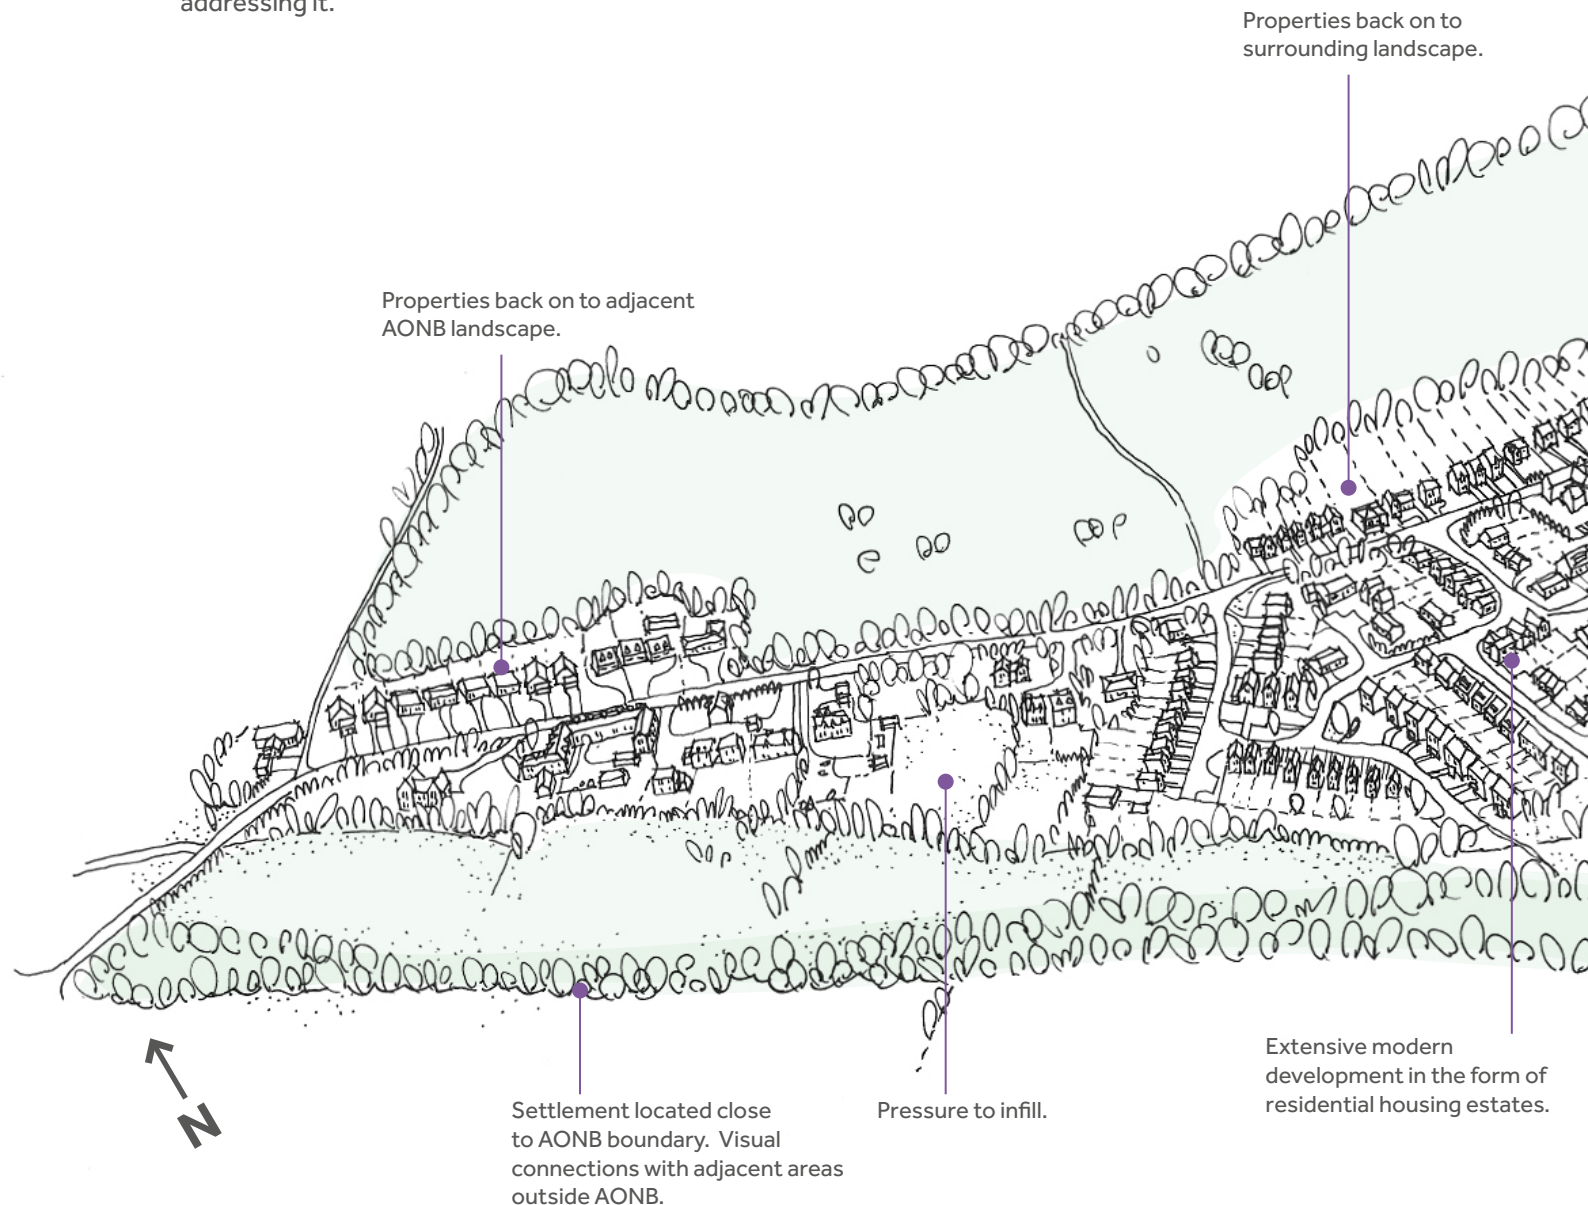 addressing it.
Properties back on to
surrounding landscape.
Properties back on to adjacent
AONB landscape.
Extensive modern
development in the form of
residential housing estates.
N
Settlement located close
to AONB boundary.  Visual
connections with adjacent areas
outside AONB.
Pressure to infill.